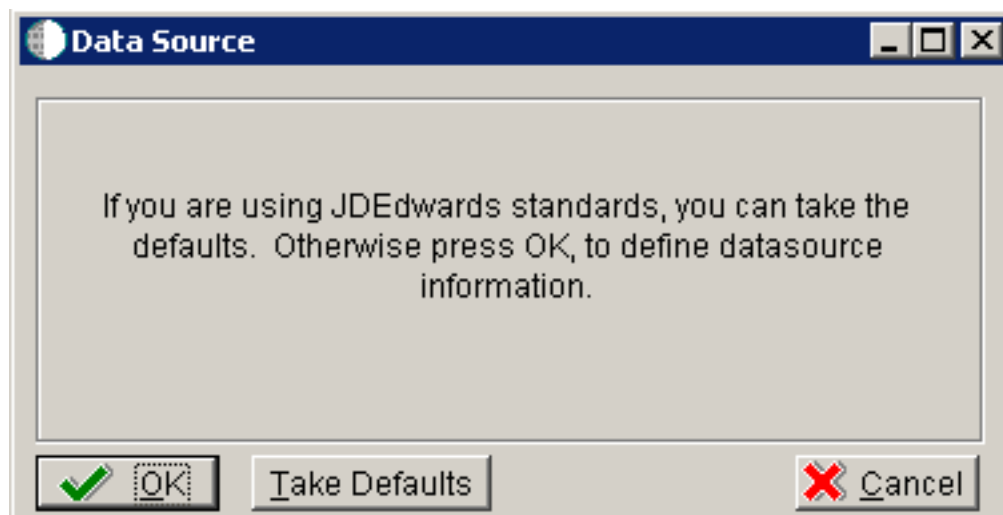 Data Source
If you are using JDEdwards standards, you can take the
defaults.  Otherwise press OK, to define datasource
information.
OK
Take Defaults
Cancel